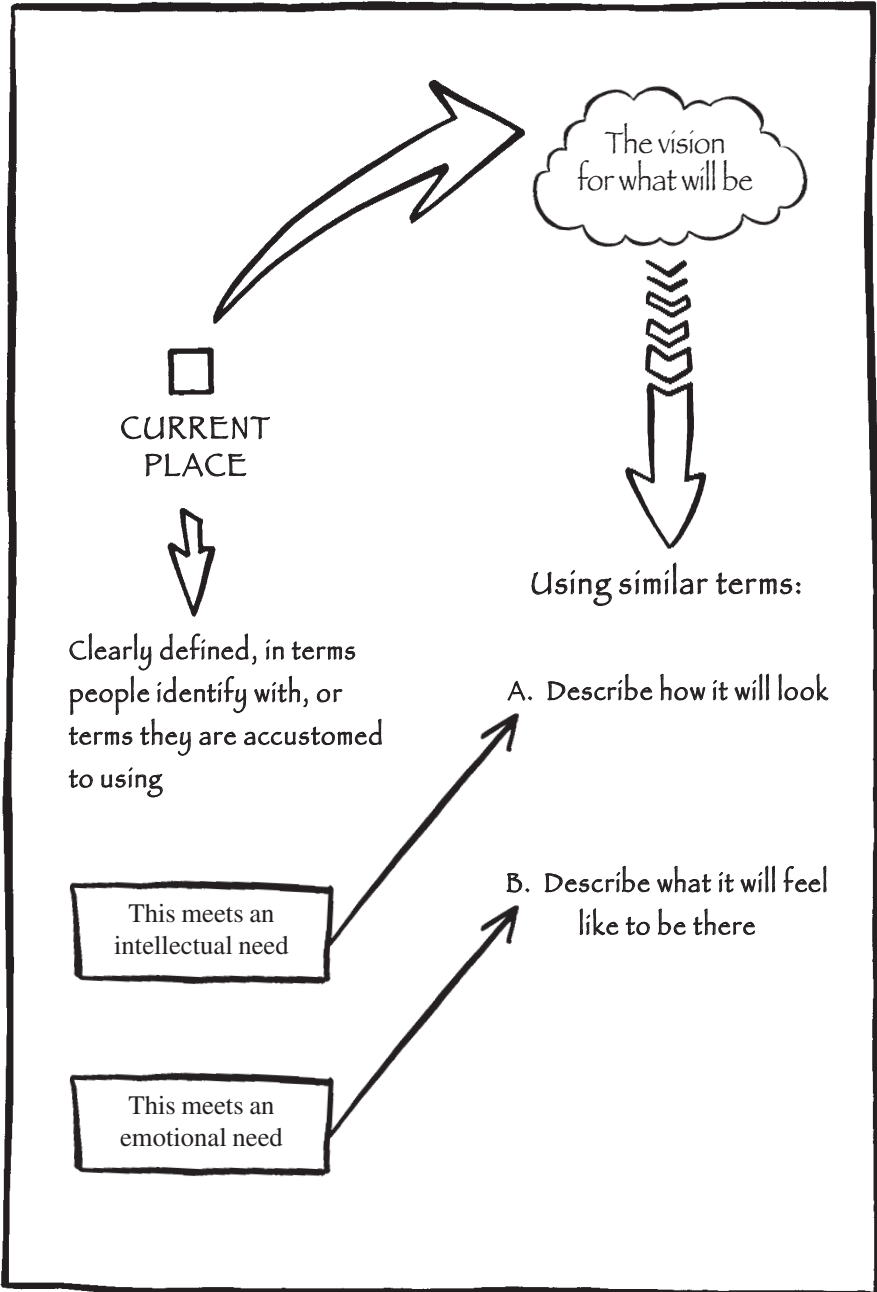 The vision
for what will be
CURRENT
PLACE
Using similar terms:
Clearly defined, in terms
people identify with, or
terms they are accustomed
to using
A. Describe how it will look
B. Describe what it will feel
like to be there
This meets an
intellectual need
This meets an
emotional need